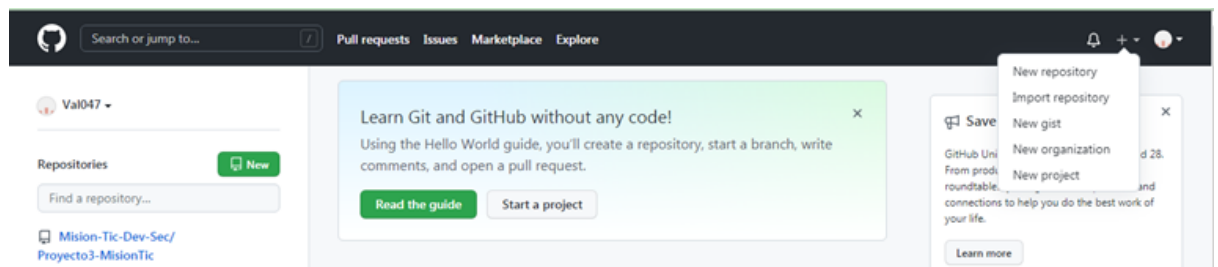 Search or jump to... /
Pull requests Issues Marketplace Explore
Val047
Repositories
New
Find a repository...
Mision-Tic-Dev-Sec/
Proyecto3-MisionTic
Learn Git and GitHub without any code!
Using the Hello World guide, you'll create a repository, start a branch, write
comments, and open a pull request.
Read the guide
Start a project
New repository
Import repository
New gist
New organization
New project
Save
GitHub Uni d 28.
From produ
roundtable and
connections to help you do the best work of
your life.
Learn more